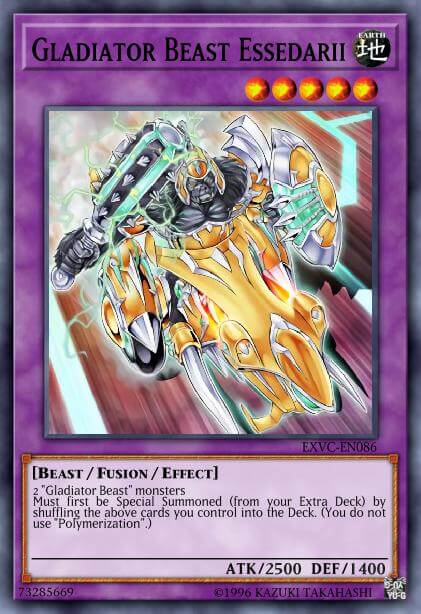 Gladiator Beast Essedarii
EARTH
地
EXVC-EN086
[Beast / Fusion / Effect]
2 "Gladiator Beast" monsters
Must first be Special Summoned (from your Extra Deck) by
shuffling the above cards you control into the Deck. (You do not
use "Polymerization".)
ATK/2500 DEF/1400
73285669
©1996 KAZUKI TAKAHASHI